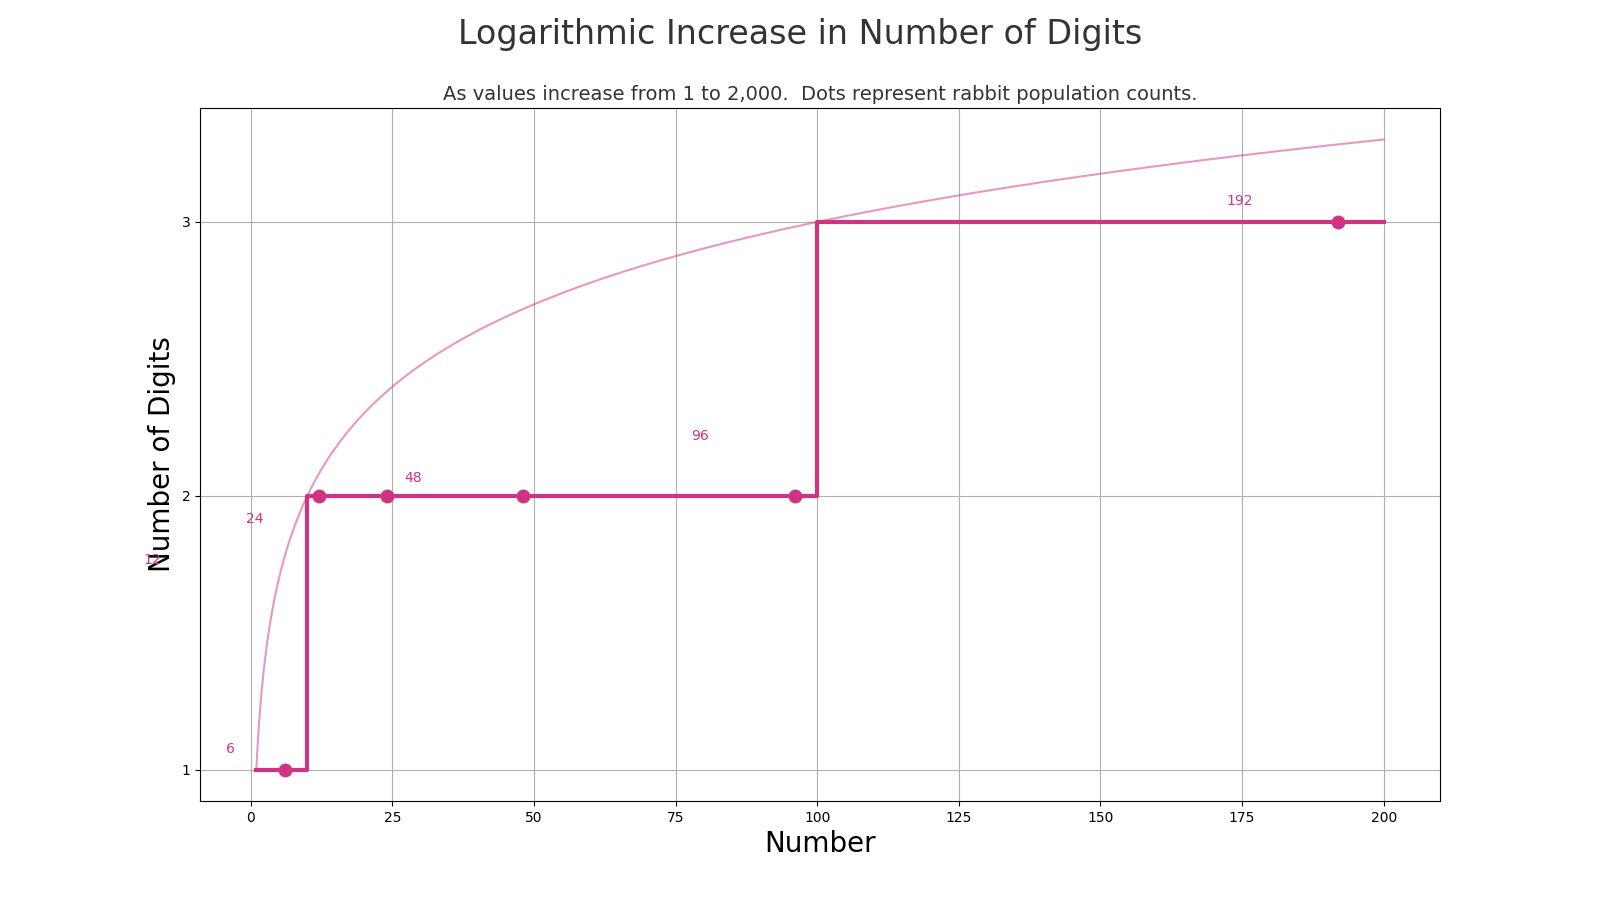 Logarithmic Increase in Number of Digits
As values increase from 1 to 2,000.  Dots represent rabbit population counts.
192
3
96
48
2
24
12
Number of Digits
6
1
0 25 50 75 100 125 150 175 200
Number